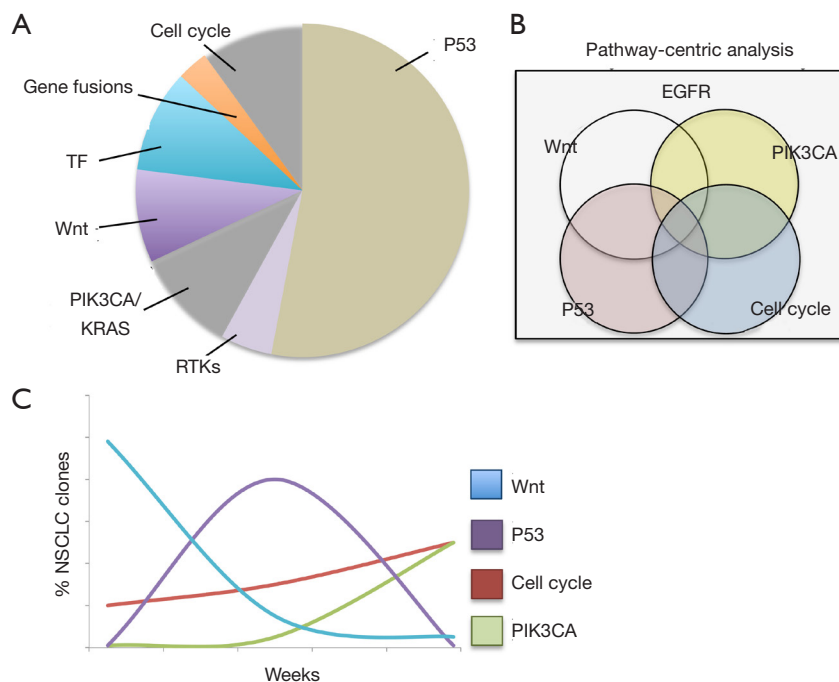 A
Cell cycle
P53
Gene fusions
TF
Wnt
PIK3CA/
KRAS
RTKs
B
Pathway-centric analysis
EGFR
Wnt
PIK3CA
P53
Cell cycle
C
% NSCLC clones
Weeks
Wnt
P53
Cell cycle
PIK3CA